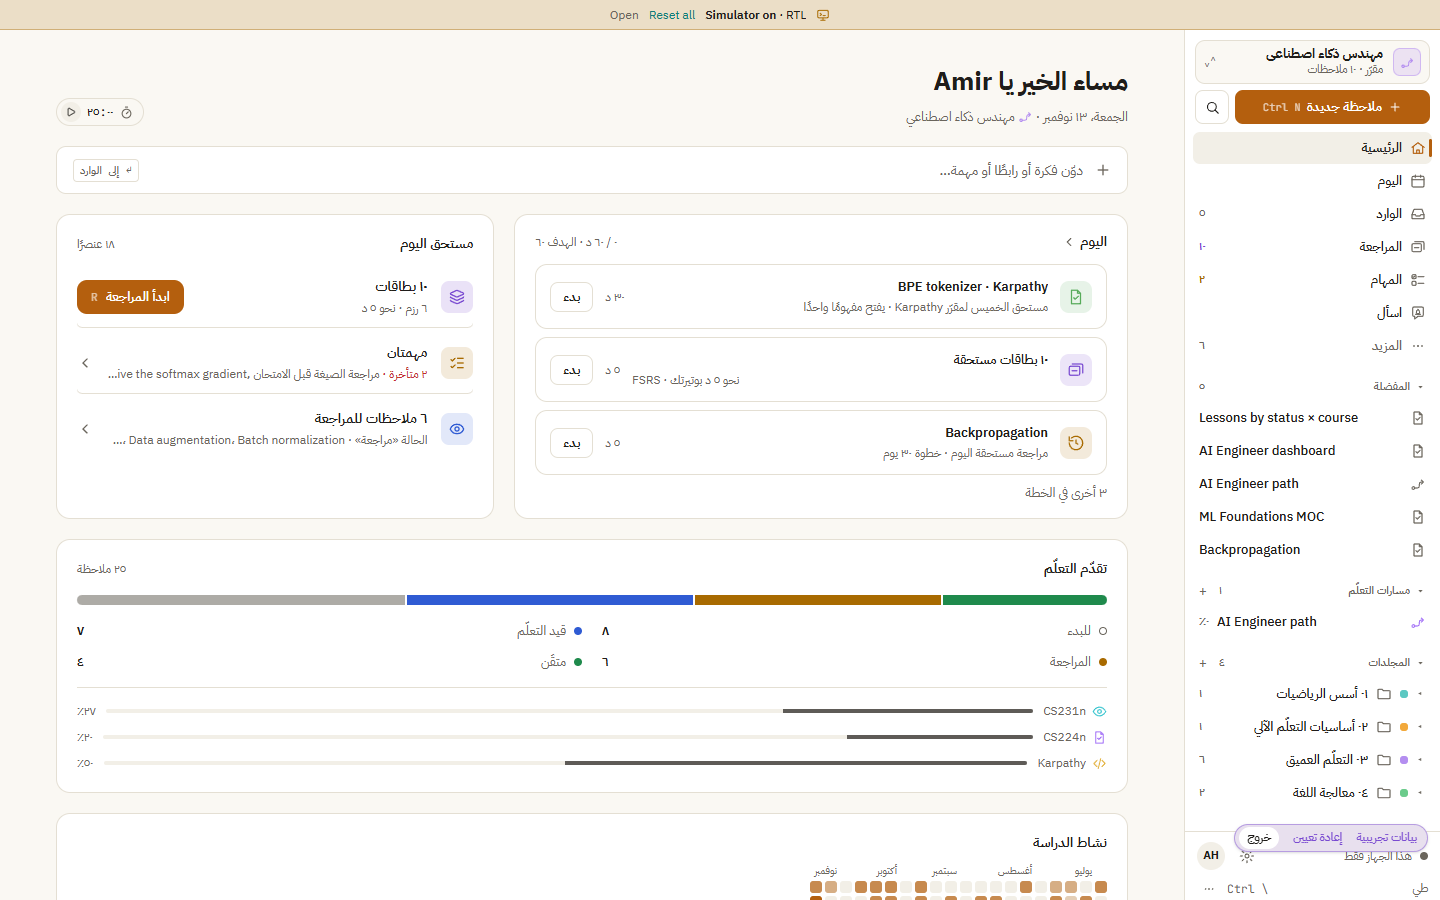 Open Reset all Simulator on · RTL
مهندس ذكاء اصطناعي
مقرّر · ١٠ ملاحظات
ملاحظة جديدة Ctrl N
الرئيسية
اليوم
الوارد ٥
المراجعة ١٠
المهام ٢
اسأل
المزيد ٦
المفضلة ٥
Lessons by status × course
AI Engineer dashboard
AI Engineer path
ML Foundations MOC
Backpropagation
مسارات التعلّم ١
AI Engineer path ٪٠
المجلدات ٤
٠١ أسس الرياضيات ١
٠٢ أساسيات التعلّم الآلي ١
٠٣ التعلّم العميق ٦
٠٤ معالجة اللغة ٢
بيانات تجريبية إعادة تعيين خروج
هذا الجهاز فقط AH
طي Ctrl \
مساء الخير يا Amir
الجمعة، ١٣ نوفمبر · مهندس ذكاء اصطناعي
٢٥:٠٠
دوّن فكرة أو رابطًا أو مهمة...
إلى الوارد
اليوم
٠ / ٦٠ د · الهدف ٦٠
BPE tokenizer · Karpathy
مستحق الخميس لمقرّر Karpathy · يفتح مفهومًا واحدًا
٣٠ د بدء
١٠ بطاقات مستحقة
نحو ٥ د بوتيرتك · FSRS
٥ د بدء
Backpropagation
مراجعة مستحقة اليوم · خطوة ٣٠ يوم
٥ د بدء
٣ أخرى في الخطة
مستحق اليوم
١٨ عنصرًا
١٠ بطاقات
٦ رزم · نحو ٥ د
ابدأ المراجعة R
مهمتان
٢ متأخرة · مراجعة الصيغة قبل الامتحان, ive the softmax gradient...
٦ ملاحظات للمراجعة
الحالة «مراجعة» · Data augmentation، Batch normalization ،...
تقدّم التعلّم
٢٥ ملاحظة
للبدء ٨
قيد التعلّم ٧
المراجعة ٦
متقَن ٤
CS231n ٪٢٧
CS224n ٪٢٠
Karpathy ٪٥٠
نشاط الدراسة
يوليو أغسطس سبتمبر أكتوبر نوفمبر